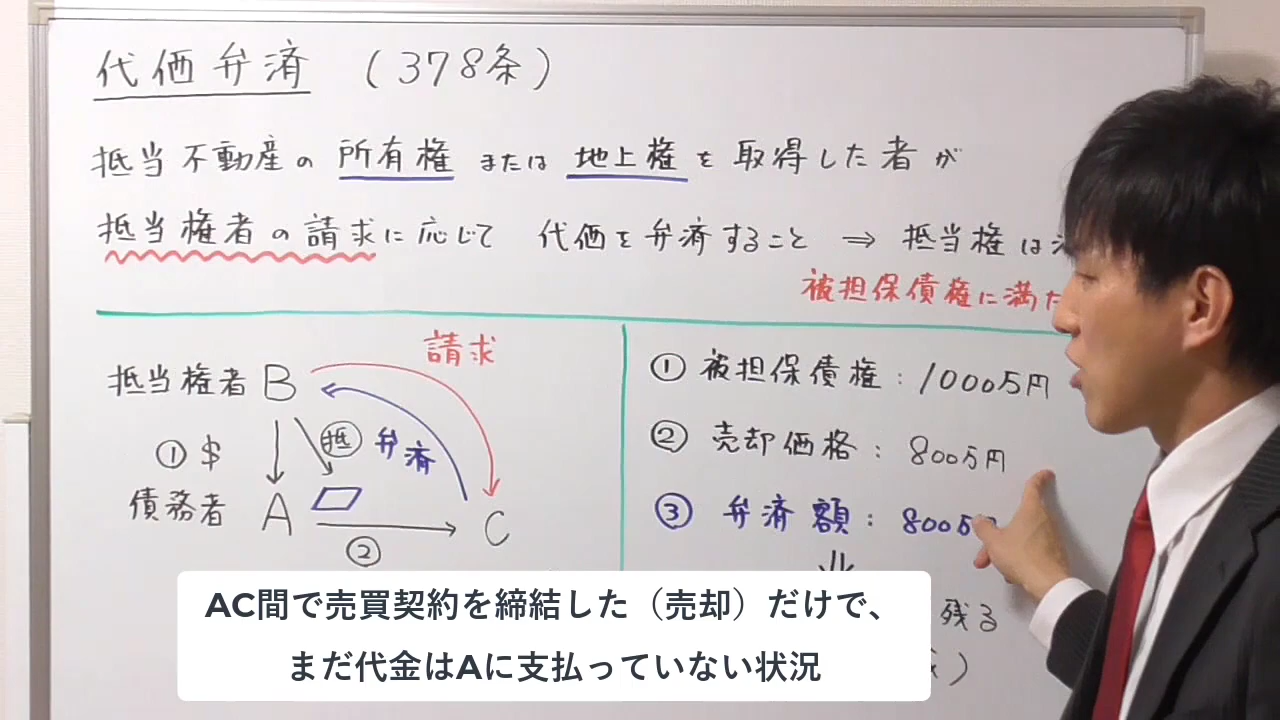 代価弁済 (378条)
抵当不動産の所有権または地上権を取得した者が
抵当権者の請求に応じて 代価を弁済すること ⇒ 抵当権は
被担保債権に満た
請求
抵当権者 B
抵 弁済
① $
債務者 A C
②
① 被担保債権：1000万円
② 売却価格：800万円
③ 弁済額：800万
残る
AC間で売買契約を締結した（売却）だけで、
まだ代金はAに支払っていない状況